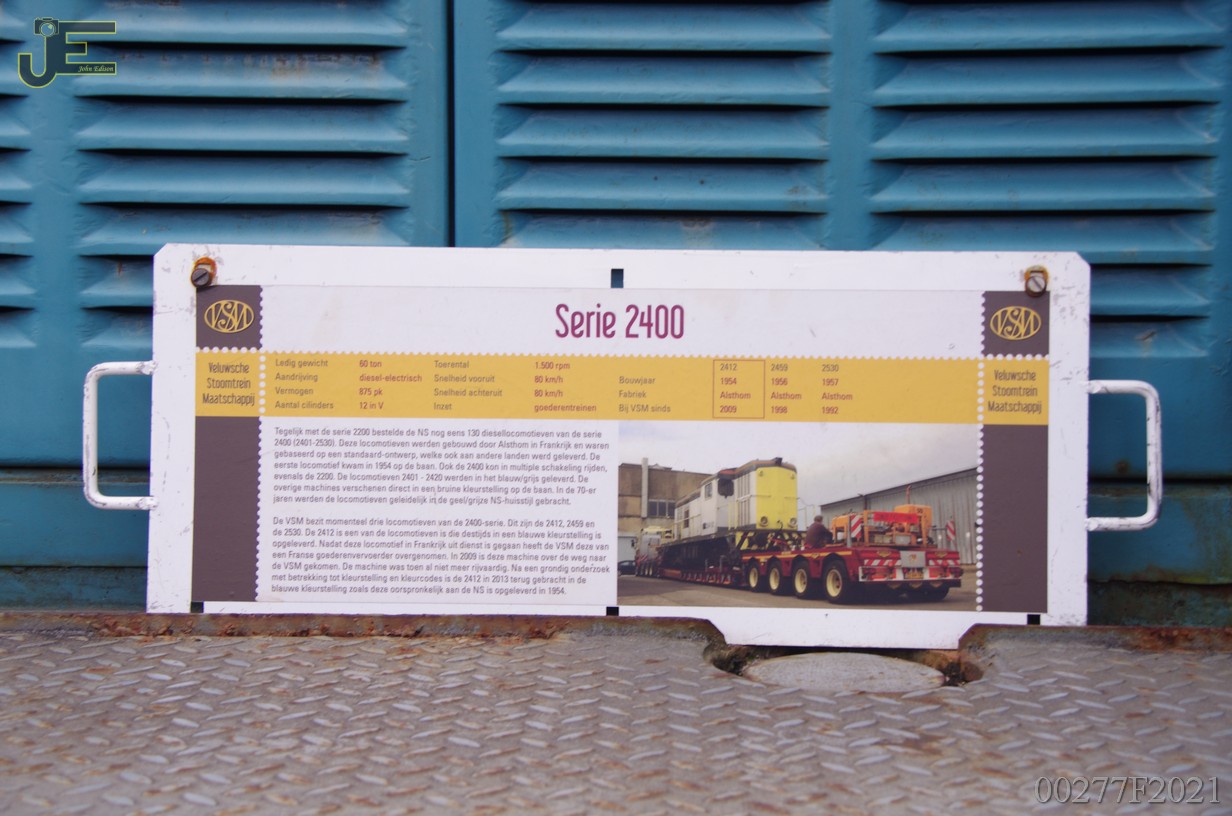 JE
John Edison
VSM
Serie 2400
VSM
Veluwsche
Stoomtrein
Maatschappij
Ledig gewicht 60 ton Toerental 1.500 rpm 2412 2459 2530
Aandrijving diesel-electrisch Snelheid vooruit 80 km/h Bouwjaar 1954 1956 1957
Vermogen 875 pk Snelheid achteruit 80 km/h Fabriek Alsthom Alsthom Alsthom
Aantal cilinders 12 in V Inzet goederentreinen Bij VSM sinds 2009 1998 1992
Veluwsche
Stoomtrein
Maatschappij
Tegelijk met de serie 2200 bestelde de NS nog eens 130 diesellocomotieven van de serie
2400 (2401-2530). Deze locomotieven werden gebouwd door Alsthom in Frankrijk en waren
gebaseerd op een standaard-ontwerp, welke ook aan andere landen werd geleverd. De
eerste locomotief kwam in 1954 op de baan. Ook de 2400 kon in multiple schakeling rijden,
evenals de 2200. De locomotieven 2401 - 2420 werden in het blauw/grijs geleverd. De
overige machines verschenen direct in een bruine kleurstelling op de baan. In de 70-er
jaren werden de locomotieven geleidelijk in de geel/grijze NS-huisstijl gebracht.
De VSM bezit momenteel drie locomotieven van de 2400-serie. Dit zijn de 2412, 2459 en
de 2530. De 2412 is een van de locomotieven is die destijds in een blauwe kleurstelling is
opgeleverd. Nadat deze locomotief in Frankrijk uit dienst is gegaan heeft de VSM deze van
een Franse goederenvervoerder overgenomen. In 2009 is deze machine over de weg naar
de VSM gekomen. De machine was toen al niet meer rijvaardig. Na een grondig onderzoek
met betrekking tot kleurstelling en kleurcodes is de 2412 in 2013 terug gebracht in de
blauwe kleurstelling zoals deze oorspronkelijk aan de NS is opgeleverd in 1954.
00277F2021